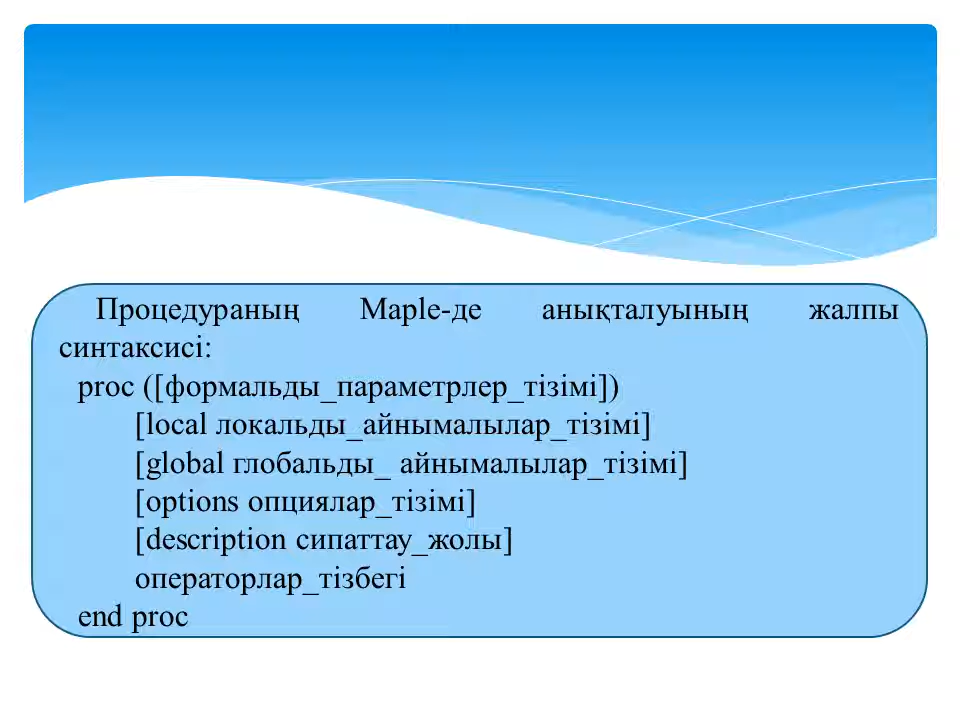 Процедураның Maple-де анықталуының жалпы
синтаксисі:
proc ([формальды_параметрлер_тізімі])
[local локальды_айнымалылар_тізімі]
[global глобальды_ айнымалылар_тізімі]
[options опциялар_тізімі]
[description сипаттау_жолы]
операторлар_тізбегі
end proc